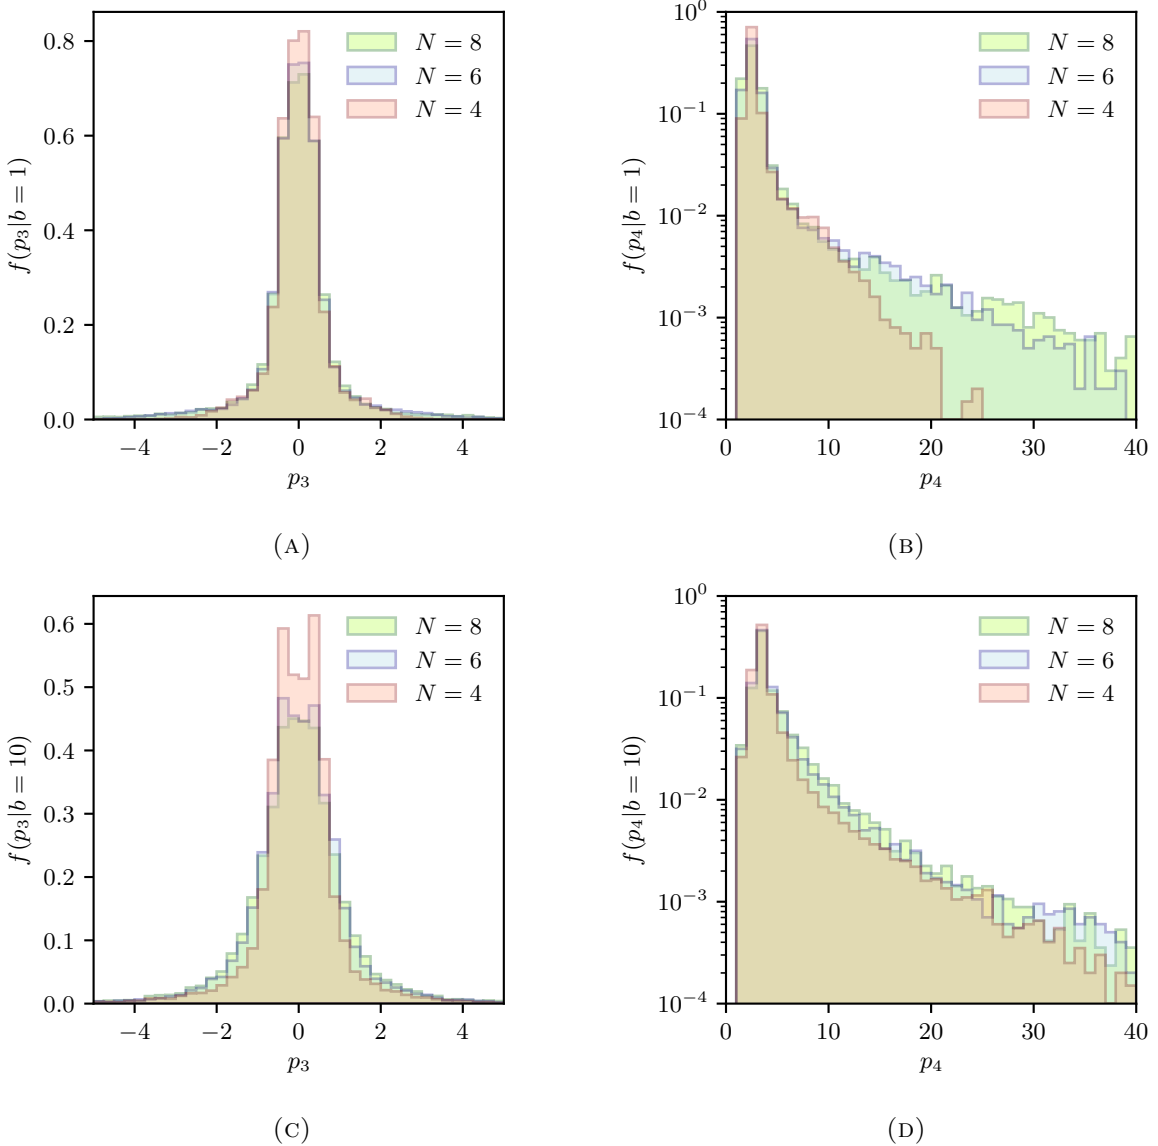 0.8
0.6
0.4
0.2
0.0
f(p₃|b = 1)
N = 8
N = 6
N = 4
−4 −2 0 2 4
p₃
(A)
10⁰
10⁻¹
10⁻²
10⁻³
10⁻⁴
f(p₄|b = 1)
N = 8
N = 6
N = 4
0 10 20 30 40
p₄
(B)
0.6
0.5
0.4
0.3
0.2
0.1
0.0
f(p₃|b = 10)
N = 8
N = 6
N = 4
−4 −2 0 2 4
p₃
(C)
10⁰
10⁻¹
10⁻²
10⁻³
10⁻⁴
f(p₄|b = 10)
N = 8
N = 6
N = 4
0 10 20 30 40
p₄
(D)